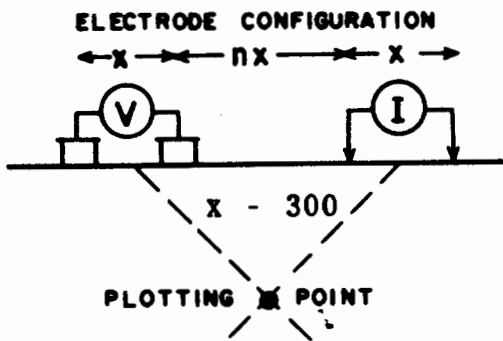 ELECTRODE CONFIGURATION
x nx x
V I
x - 300
PLOTTING POINT